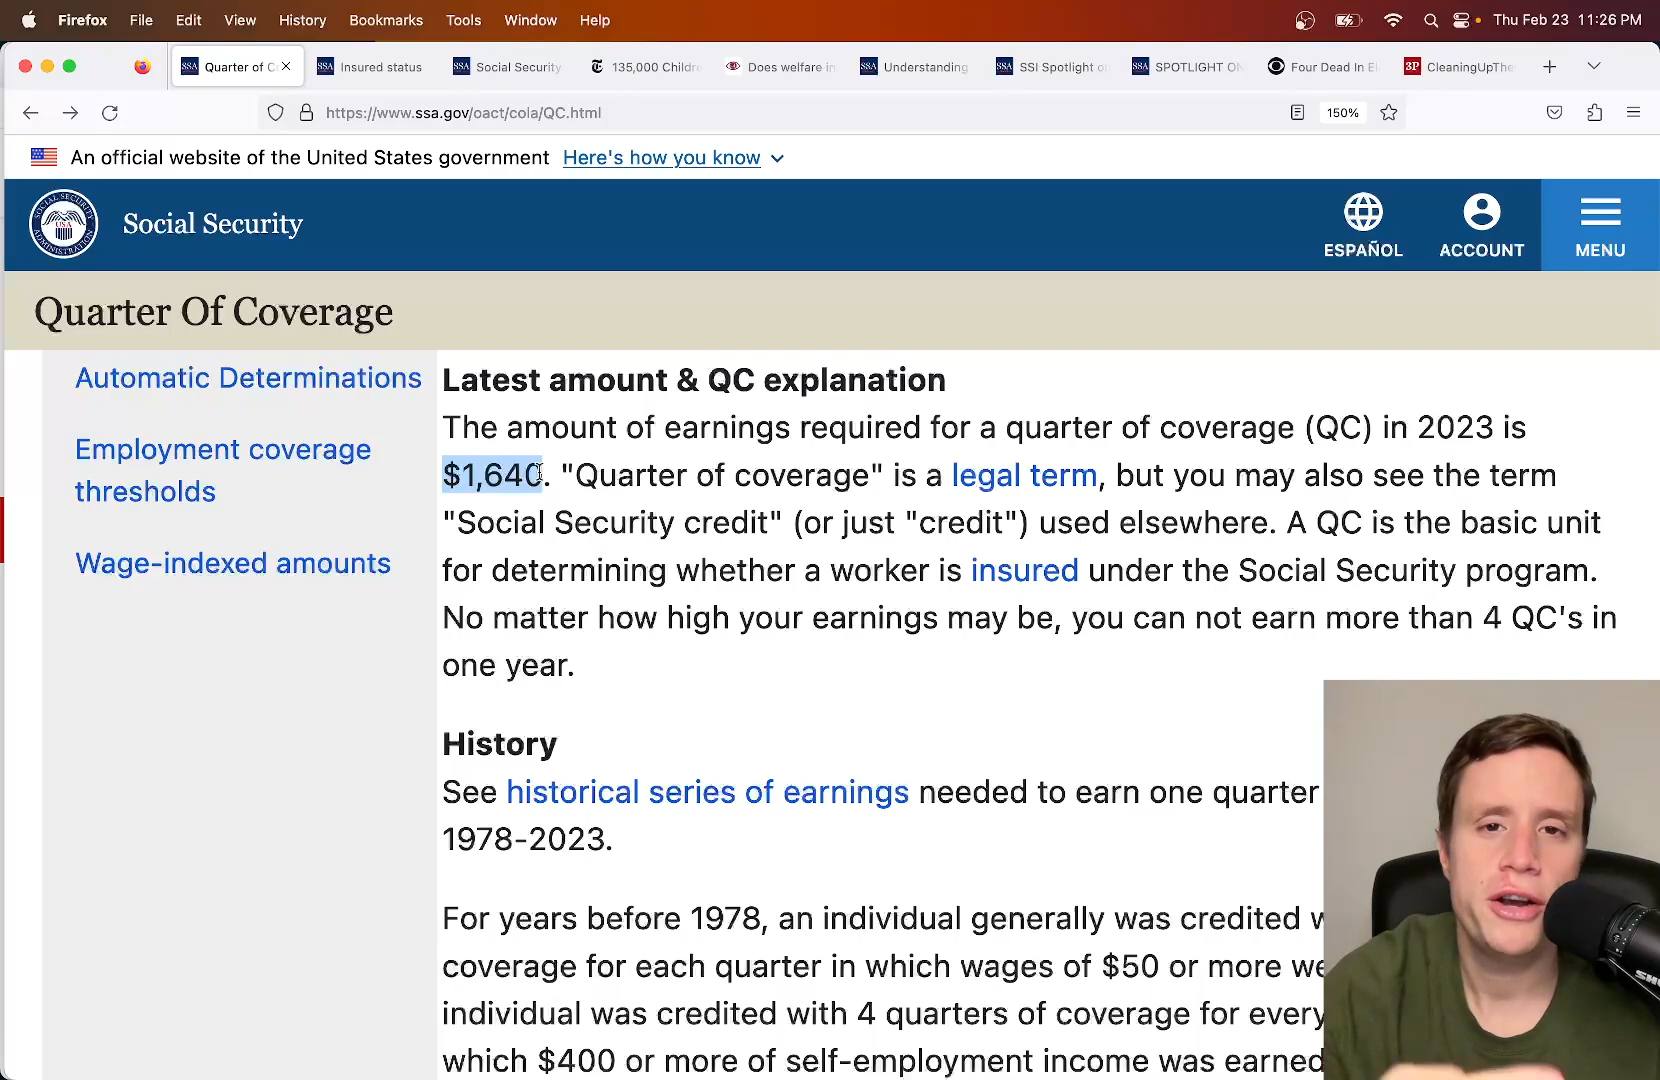 Firefox File Edit View History Bookmarks Tools Window Help Thu Feb 23 11:26 PM
SSA Quarter of C SSA Insured status SSA Social Security 135,000 Childr Does welfare in SSA Understanding SSA SSI Spotlight o SSA SPOTLIGHT ON Four Dead In 3P CleaningUpThe
https://www.ssa.gov/oact/cola/QC.html 150%
An official website of the United States government Here's how you know
Social Security
ESPAÑOL ACCOUNT MENU
Quarter Of Coverage
Automatic Determinations
Employment coverage
thresholds
Wage-indexed amounts
Latest amount & QC explanation
The amount of earnings required for a quarter of coverage (QC) in 2023 is
$1,640. "Quarter of coverage" is a legal term, but you may also see the term
"Social Security credit" (or just "credit") used elsewhere. A QC is the basic unit
for determining whether a worker is insured under the Social Security program.
No matter how high your earnings may be, you can not earn more than 4 QC's in
one year.
History
See historical series of earnings needed to earn one quarter
1978-2023.
For years before 1978, an individual generally was credited
coverage for each quarter in which wages of $50 or more we
individual was credited with 4 quarters of coverage for every
which $400 or more of self-employment income was earned